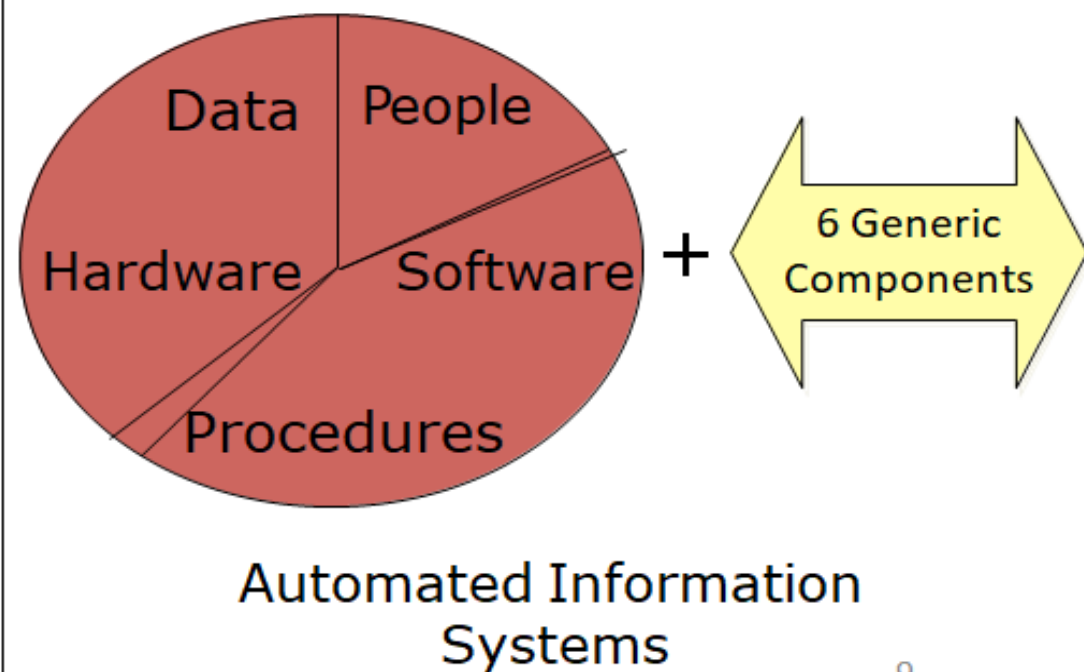 Data
People
Hardware
Software
Procedures
+
6 Generic
Components
Automated Information
Systems